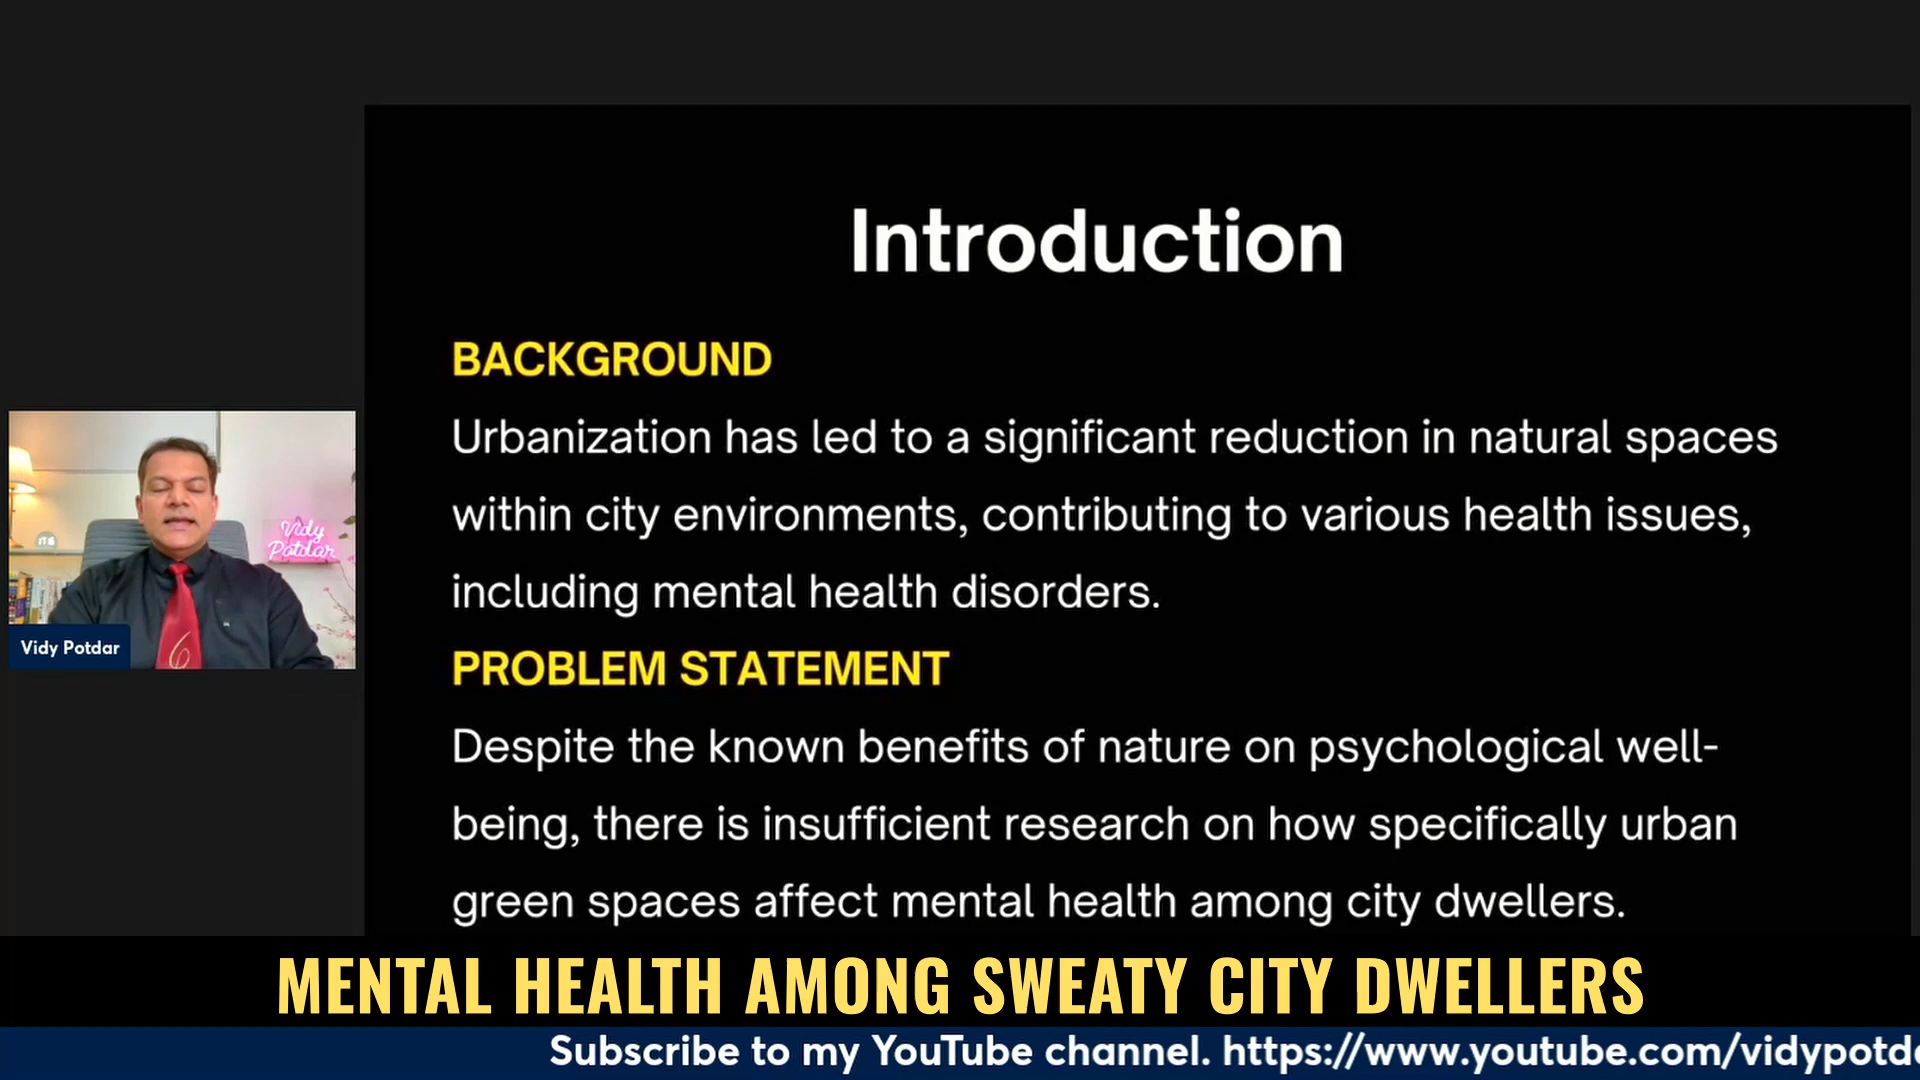 Introduction
BACKGROUND
Urbanization has led to a significant reduction in natural spaces
within city environments, contributing to various health issues,
including mental health disorders.
PROBLEM STATEMENT
Despite the known benefits of nature on psychological well-
being, there is insufficient research on how specifically urban
green spaces affect mental health among city dwellers.
Vidy
Potdar
Vidy Potdar
MENTAL HEALTH AMONG SWEATY CITY DWELLERS
Subscribe to my YouTube channel. https://www.youtube.com/vidypotd